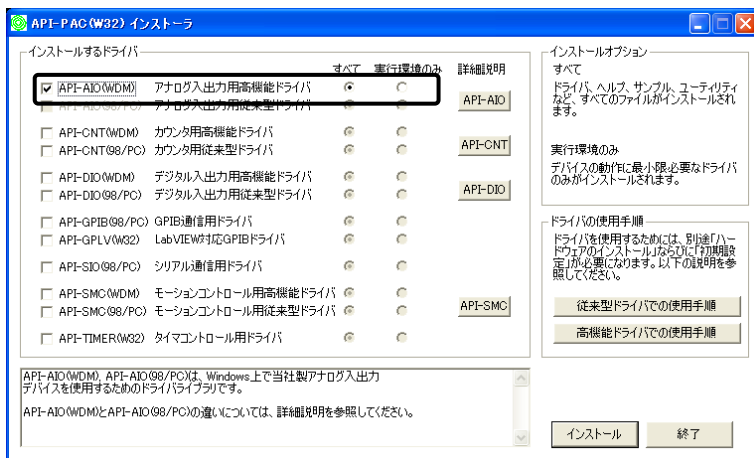 API-PAC(W32) インストーラ
インストールするドライバ
すべて 実行環境のみ 詳細説明
API-AIO(WDM) アナログ入出力用高機能ドライバ
API-AIO(98/PC) アナログ入出力用従来型ドライバ
API-AIO
API-CNT(WDM) カウンタ用高機能ドライバ
API-CNT(98/PC) カウンタ用従来型ドライバ
API-CNT
API-DIO(WDM) デジタル入出力用高機能ドライバ
API-DIO(98/PC) デジタル入出力用従来型ドライバ
API-DIO
API-GPIB(98/PC) GPIB通信用ドライバ
API-GPLV(W32) LabVIEW対応GPIBドライバ
API-SIO(98/PC) シリアル通信用ドライバ
API-SMC(WDM) モーションコントロール用高機能ドライバ
API-SMC(98/PC) モーションコントロール用従来型ドライバ
API-SMC
API-TIMER(W32) タイマコントロール用ドライバ
インストールオプション
すべて
ドライバ、ヘルプ、サンプル、ユーティリティ
など、すべてのファイルがインストールされ
ます。
実行環境のみ
デバイスの動作に最小限必要なドライバ
のみがインストールされます。
ドライバの使用手順
ドライバを使用するためには、別途「ハー
ドウェアのインストール」ならびに「初期設
定」が必要になります。以下の説明を参
照してください。
従来型ドライバでの使用手順
高機能ドライバでの使用手順
API-AIO(WDM), API-AIO(98/PC)は、Windows上で当社製アナログ入出力
デバイスを使用するためのドライバライブラリです。
API-AIO(WDM)とAPI-AIO(98/PC)の違いについては、詳細説明を参照してください。
インストール 終了